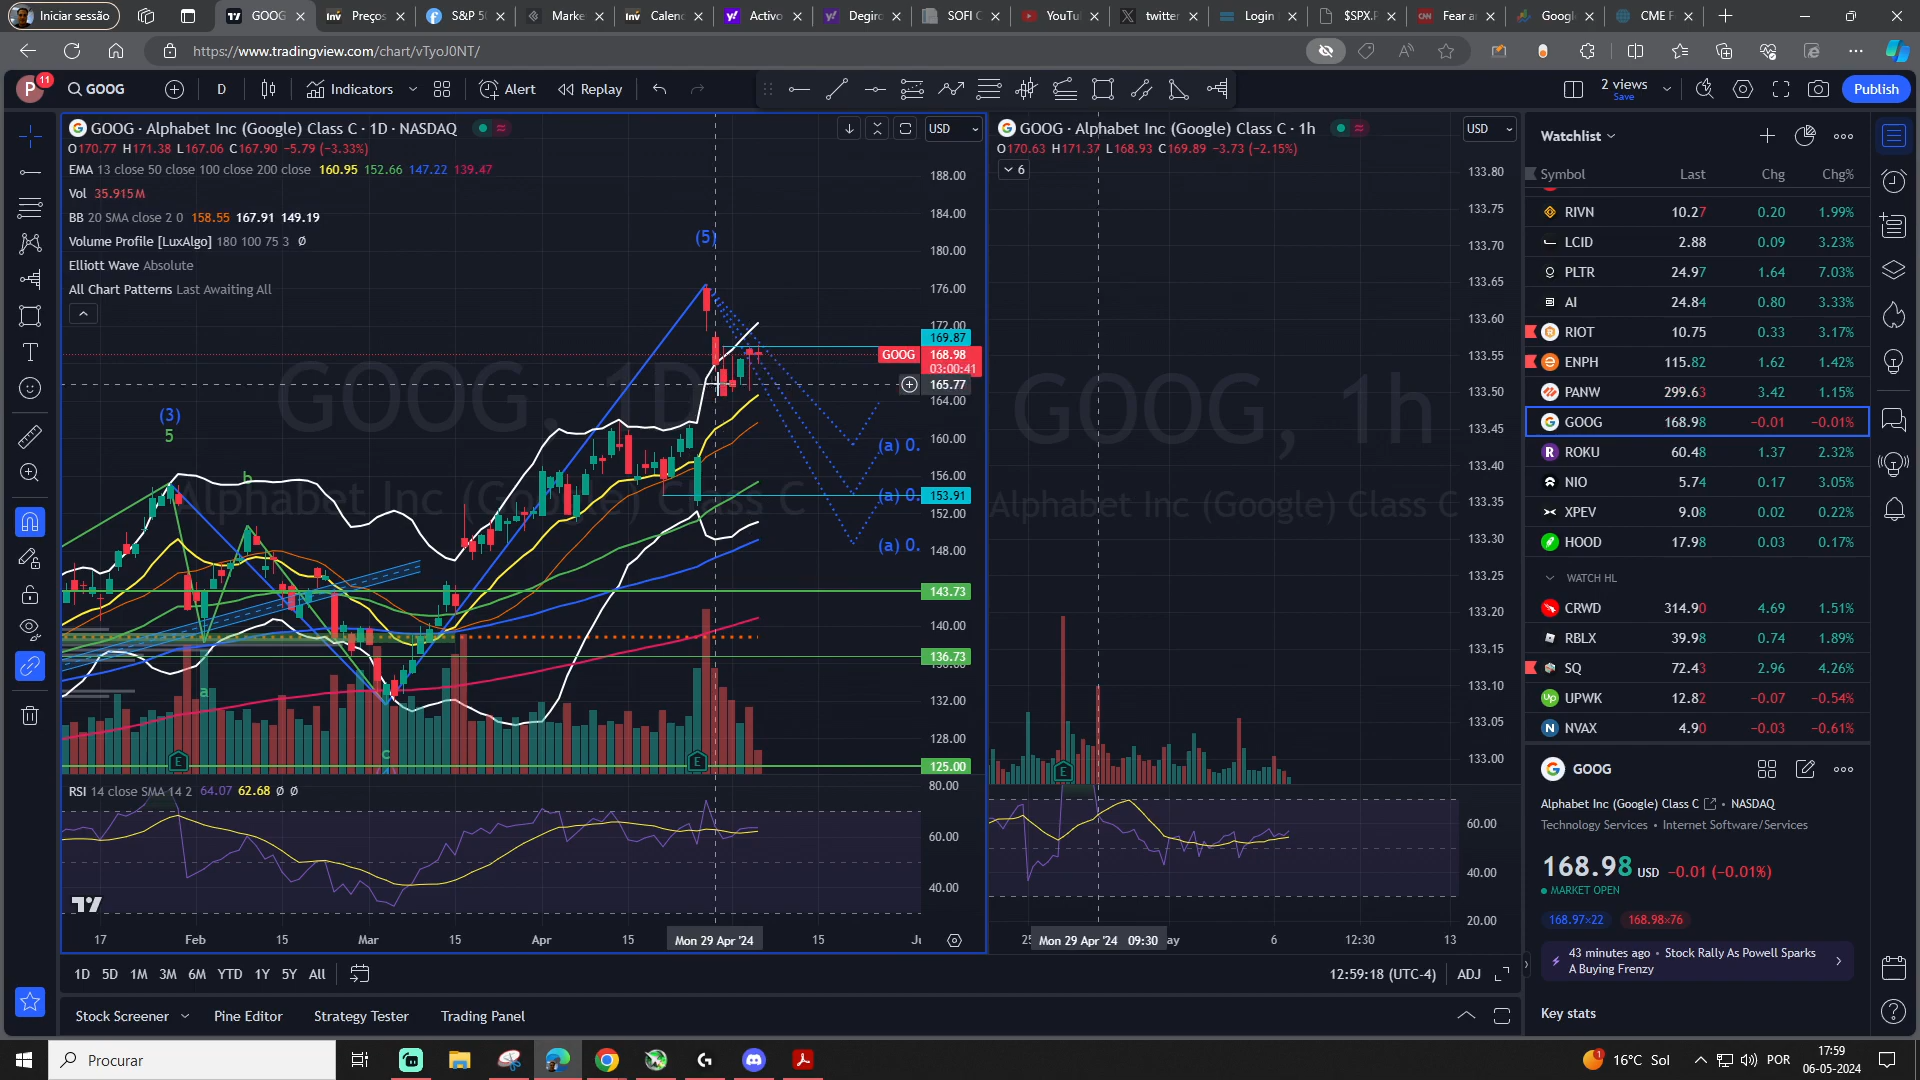 Iniciar sessão
GOOG
Preços
S&P 5
Marke
Calen
Activo
Degiro
SOFI C
YouTu
twitter
Login
$SPX.P
Fear a
Googl
CME F
https://www.tradingview.com/chart/vTyoJ0NT/
P 11
GOOG
D
Indicators
Alert
Replay
2 views
Save
Publish
GOOG · Alphabet Inc (Google) Class C · 1D · NASDAQ
USD
O170.77 H171.38 L167.06 C167.90 −5.79 (−3.33%)
EMA 13 close 50 close 100 close 200 close 160.95 152.66 147.22 139.47
Vol 35.915M
BB 20 SMA close 2 0 158.55 167.91 149.19
Volume Profile [LuxAlgo] 180 100 75 3 Ø
Elliott Wave Absolute
All Chart Patterns Last Awaiting All
GOOG, 1D
Alphabet Inc (Google) Class C
(5)
(3)
5
b
a
c
(a) 0.
(a) 0.
(a) 0.
E
E
188.00
184.00
180.00
176.00
172.00
169.87
GOOG 168.98
03:00:41
165.77
164.00
160.00
156.00
153.91
152.00
148.00
143.73
140.00
136.73
132.00
128.00
125.00
RSI 14 close SMA 14 2 64.07 62.68 Ø Ø
80.00
60.00
40.00
17
Feb
15
Mar
15
Apr
15
Mon 29 Apr '24
15
GOOG · Alphabet Inc (Google) Class C · 1h
USD
O170.63 H171.37 L168.93 C169.89 −3.73 (−2.15%)
6
GOOG, 1h
Alphabet Inc (Google) Class C
E
133.80
133.75
133.70
133.65
133.60
133.55
133.50
133.45
133.40
133.35
133.30
133.25
133.20
133.15
133.10
133.05
133.00
60.00
40.00
20.00
Mon 29 Apr '24 09:30
6
12:30
13
1D 5D 1M 3M 6M YTD 1Y 5Y All
12:59:18 (UTC-4)
ADJ
Stock Screener
Pine Editor
Strategy Tester
Trading Panel
Watchlist
Symbol Last Chg Chg%
RIVN 10.27 0.20 1.99%
LCID 2.88 0.09 3.23%
PLTR 24.97 1.64 7.03%
AI 24.84 0.80 3.33%
RIOT 10.75 0.33 3.17%
ENPH 115.82 1.62 1.42%
PANW 299.63 3.42 1.15%
GOOG 168.98 −0.01 −0.01%
ROKU 60.48 1.37 2.32%
NIO 5.74 0.17 3.05%
XPEV 9.08 0.02 0.22%
HOOD 17.98 0.03 0.17%
WATCH HL
CRWD 314.90 4.69 1.51%
RBLX 39.98 0.74 1.89%
SQ 72.43 2.96 4.26%
UPWK 12.82 −0.07 −0.54%
NVAX 4.90 −0.03 −0.61%
GOOG
Alphabet Inc (Google) Class C · NASDAQ
Technology Services · Internet Software/Services
168.98 USD −0.01 (−0.01%)
MARKET OPEN
168.97×22 168.98×76
43 minutes ago · Stock Rally As Powell Sparks
A Buying Frenzy
Key stats
Procurar
16°C Sol
POR
17:59
06-05-2024